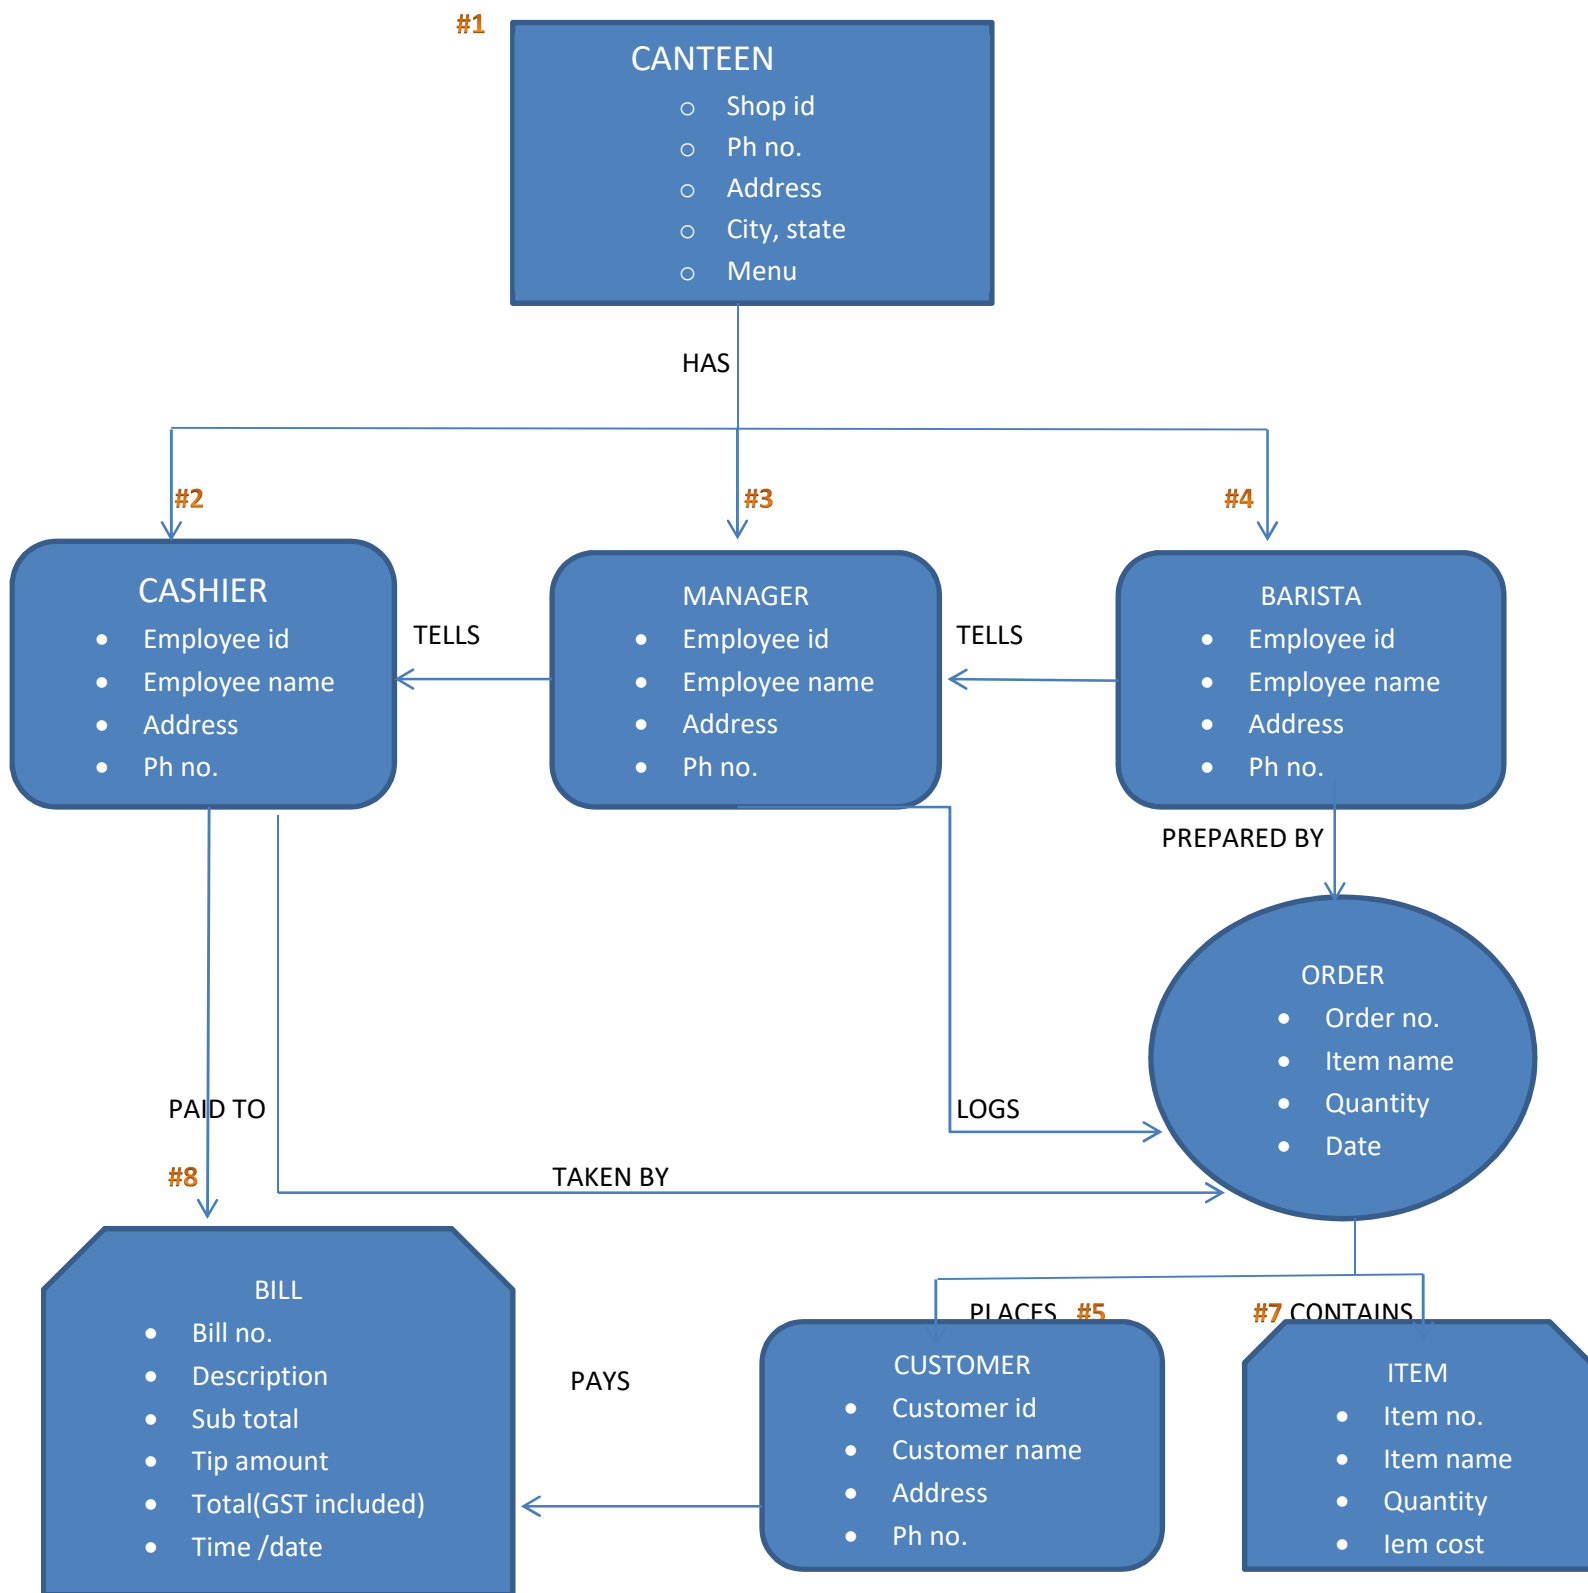 #1
CANTEEN
Shop id
Ph no.
Address
City, state
Menu
HAS
#2
#3
#4
CASHIER
Employee id
Employee name
Address
Ph no.
TELLS
MANAGER
Employee id
Employee name
Address
Ph no.
TELLS
BARISTA
Employee id
Employee name
Address
Ph no.
PREPARED BY
ORDER
Order no.
Item name
Quantity
Date
PAID TO
LOGS
#8
TAKEN BY
BILL
Bill no.
Description
Sub total
Tip amount
Total(GST included)
Time /date
PAYS
PLACES #5
#7 CONTAINS
CUSTOMER
Customer id
Customer name
Address
Ph no.
ITEM
Item no.
Item name
Quantity
Iem cost